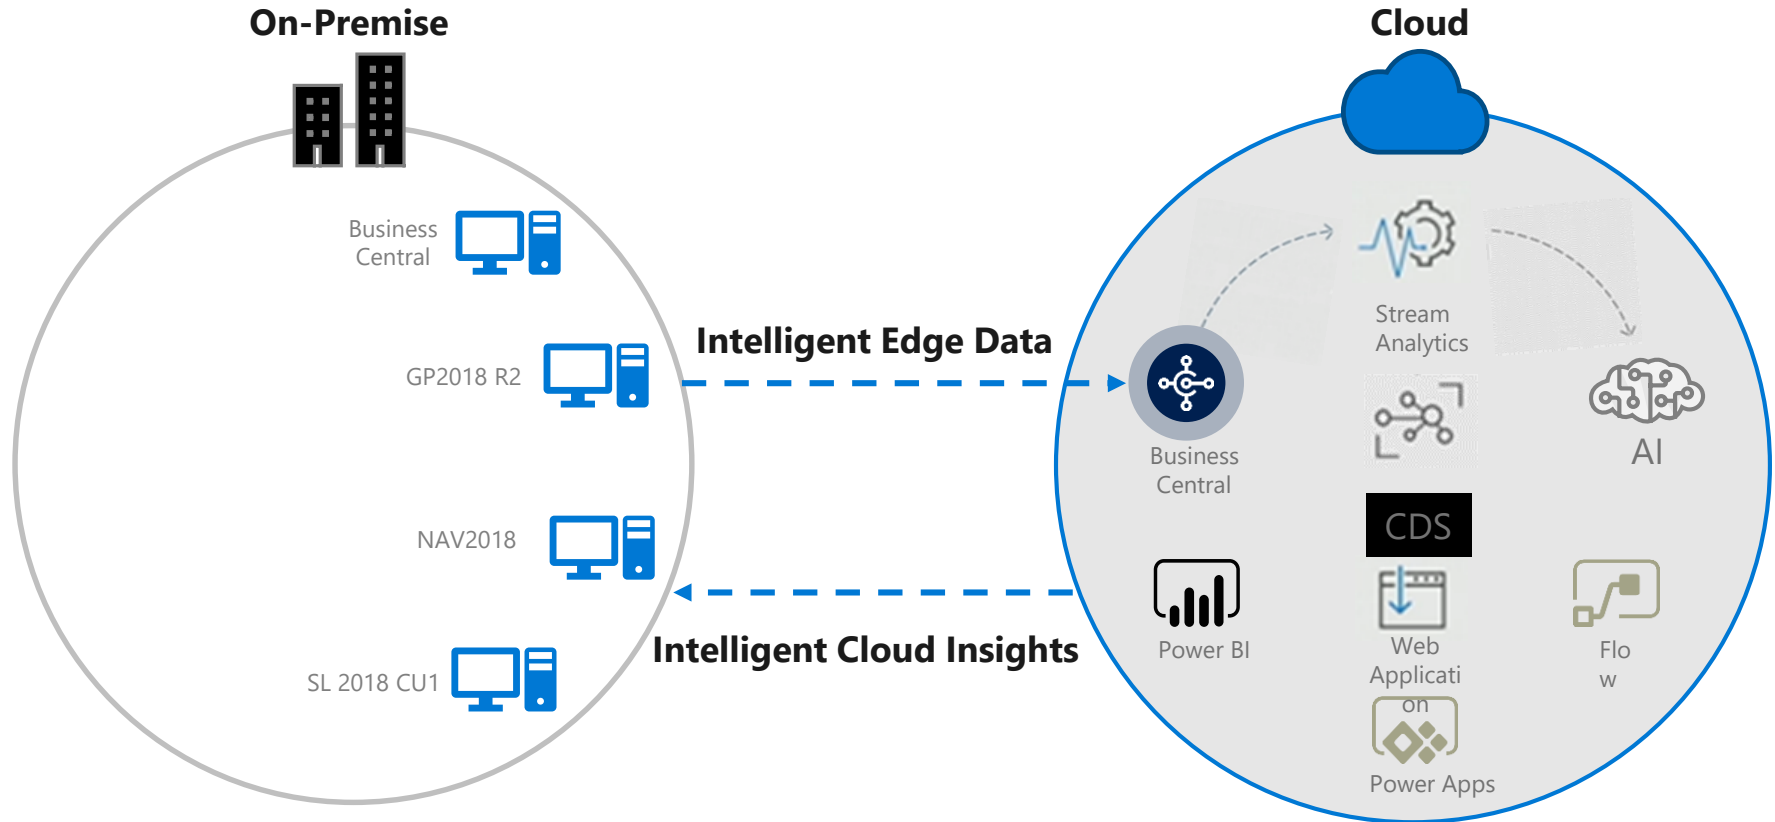 On-Premise
Cloud
Business
Central
GP2018 R2
NAV2018
SL 2018 CU1
Intelligent Edge Data
Intelligent Cloud Insights
Stream
Analytics
Business
Central
AI
CDS
Power BI
Web
Applicati
on
Flo
w
Power Apps